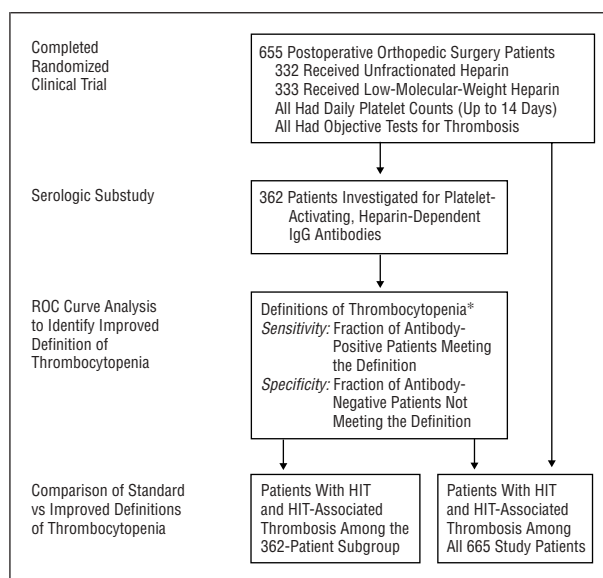 Completed
Randomized
Clinical Trial
655 Postoperative Orthopedic Surgery Patients
332 Received Unfractionated Heparin
333 Received Low-Molecular-Weight Heparin
All Had Daily Platelet Counts (Up to 14 Days)
All Had Objective Tests for Thrombosis
Serologic Substudy
362 Patients Investigated for Platelet-
Activating, Heparin-Dependent
IgG Antibodies
ROC Curve Analysis
to Identify Improved
Definition of
Thrombocytopenia
Definitions of Thrombocytopenia*
Sensitivity: Fraction of Antibody-
Positive Patients Meeting
the Definition
Specificity: Fraction of Antibody-
Negative Patients Not
Meeting the Definition
Comparison of Standard
vs Improved Definitions
of Thrombocytopenia
Patients With HIT
and HIT-Associated
Thrombosis Among the
362-Patient Subgroup
Patients With HIT
and HIT-Associated
Thrombosis Among
All 665 Study Patients